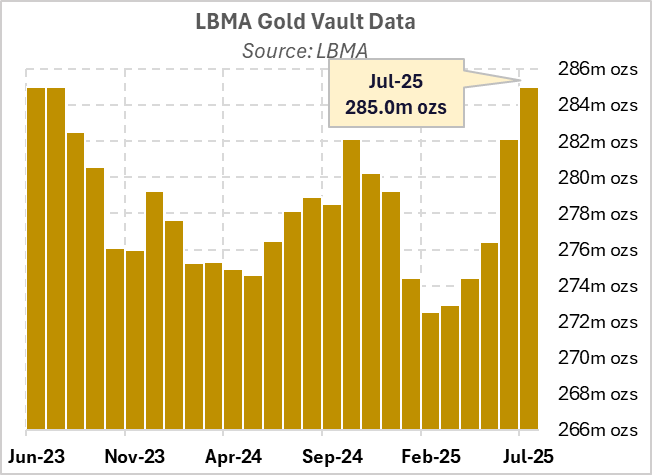 LBMA Gold Vault Data
Source: LBMA
Jul-25
285.0m ozs
286m ozs
284m ozs
282m ozs
280m ozs
278m ozs
276m ozs
274m ozs
272m ozs
270m ozs
268m ozs
266m ozs
Jun-23 Nov-23 Apr-24 Sep-24 Feb-25 Jul-25